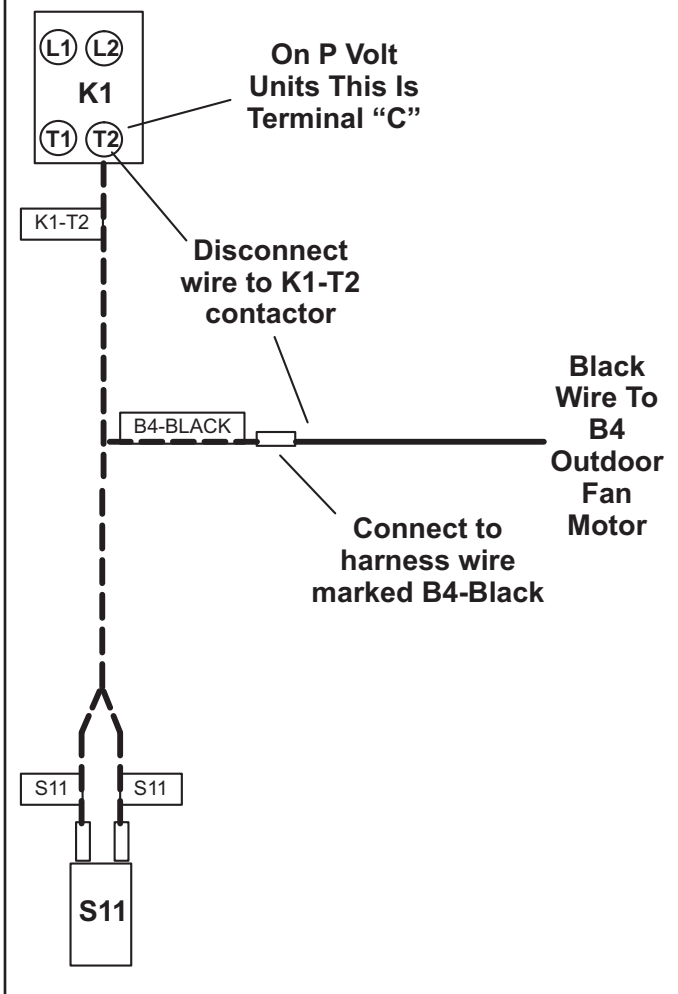 L1 L2
K1
T1 T2
On P Volt
Units This Is
Terminal “C”
K1-T2
Disconnect
wire to K1-T2
contactor
B4-BLACK
Black
Wire To
B4
Outdoor
Fan
Motor
Connect to
harness wire
marked B4-Black
S11 S11
S11